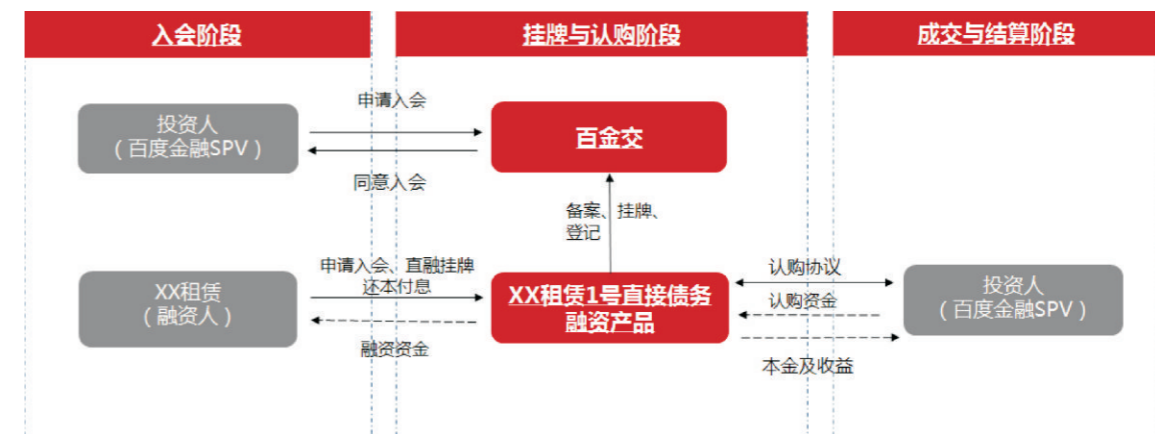 入会阶段
挂牌与认购阶段
成交与结算阶段
申请入会
投资人
（百度金融SPV）
百金交
同意入会
备案、挂牌、
登记
申请入会、直融挂牌
还本付息
XX租赁
（融资人）
融资资金
XX租赁1号直接债务
融资产品
认购协议
认购资金
投资人
（百度金融SPV）
本金及收益